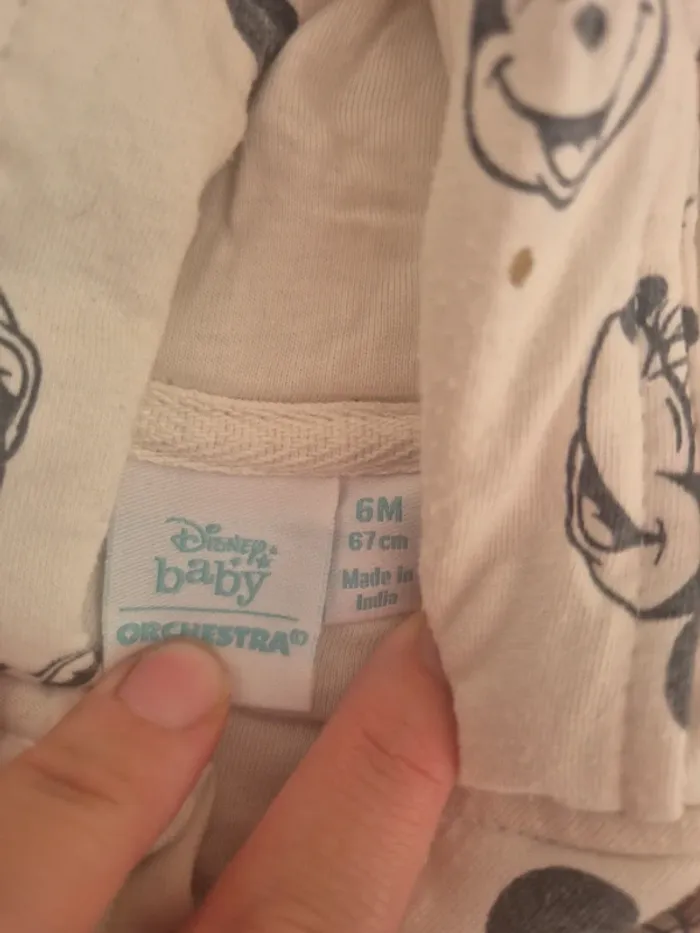 Disney
baby
ORCHESTRA®
6M
67cm
Made in
India